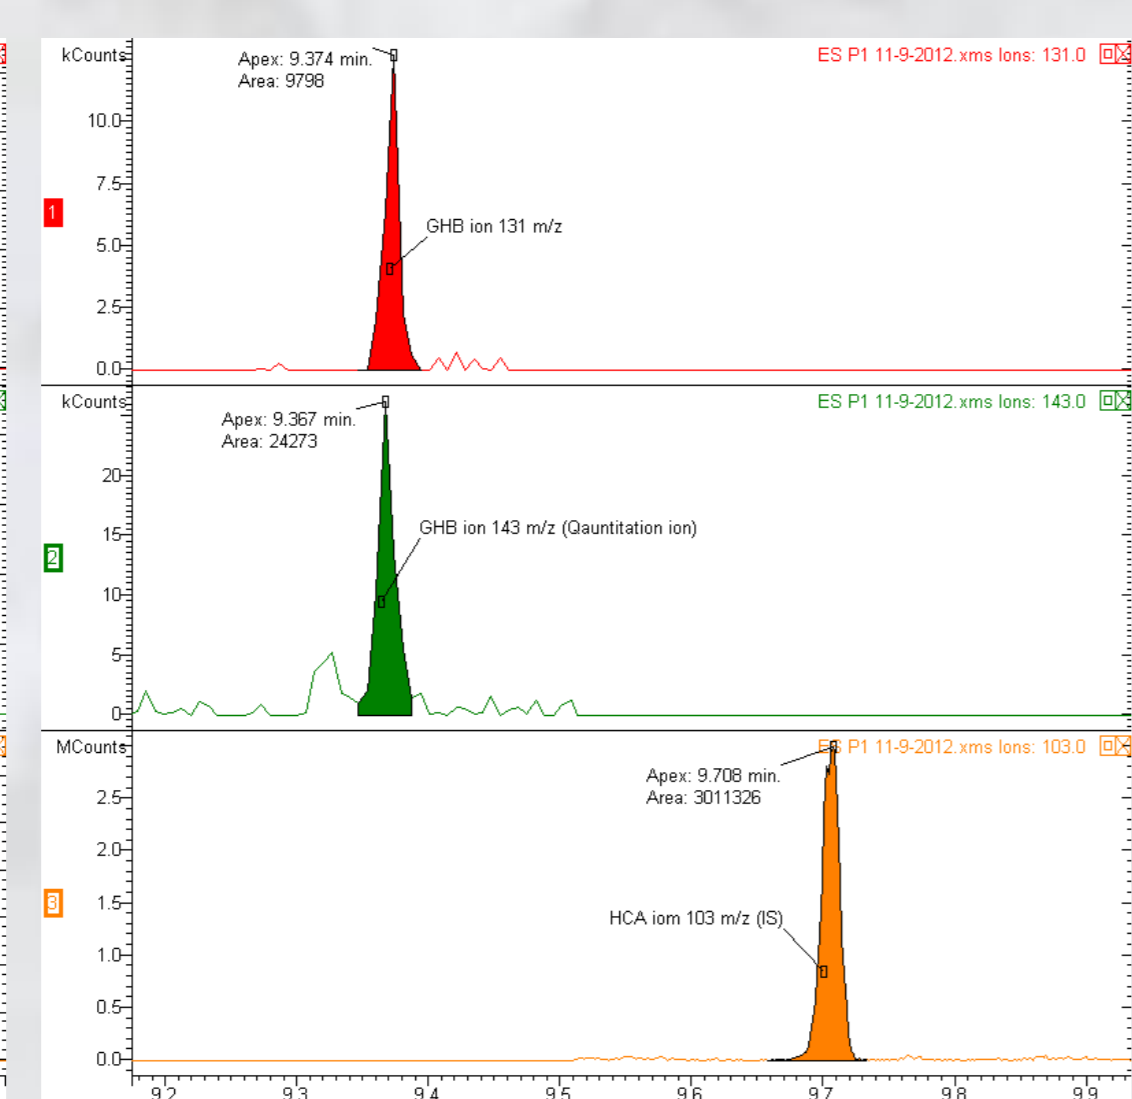 kCounts
Apex: 9.374 min.
Area: 9798
ES P1 11-9-2012.xms Ions: 131.0
10.0
7.5
1
GHB ion 131 m/z
5.0
2.5
0.0
kCounts
Apex: 9.367 min.
Area: 24273
ES P1 11-9-2012.xms Ions: 143.0
20
15
GHB ion 143 m/z (Qauntitation ion)
2
10
5
0
MCounts
ES P1 11-9-2012.xms Ions: 103.0
Apex: 9.708 min.
Area: 3011326
2.5
2.0
1.5
3
HCA iom 103 m/z (IS)
1.0
0.5
0.0
9.2 9.3 9.4 9.5 9.6 9.7 9.8 9.9